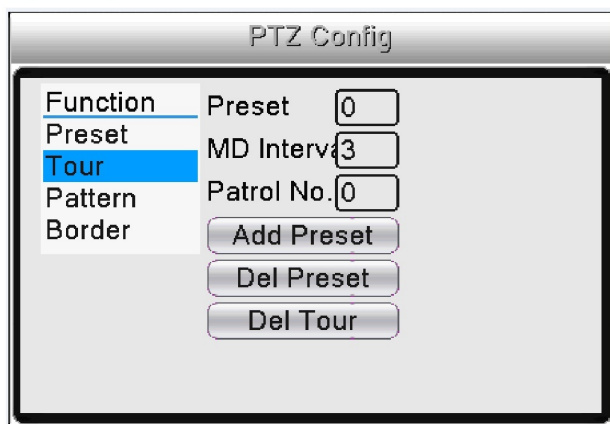 PTZ Config
Function
Preset
Tour
Pattern
Border
Preset 0
MD Interva 3
Patrol No. 0
Add Preset
Del Preset
Del Tour